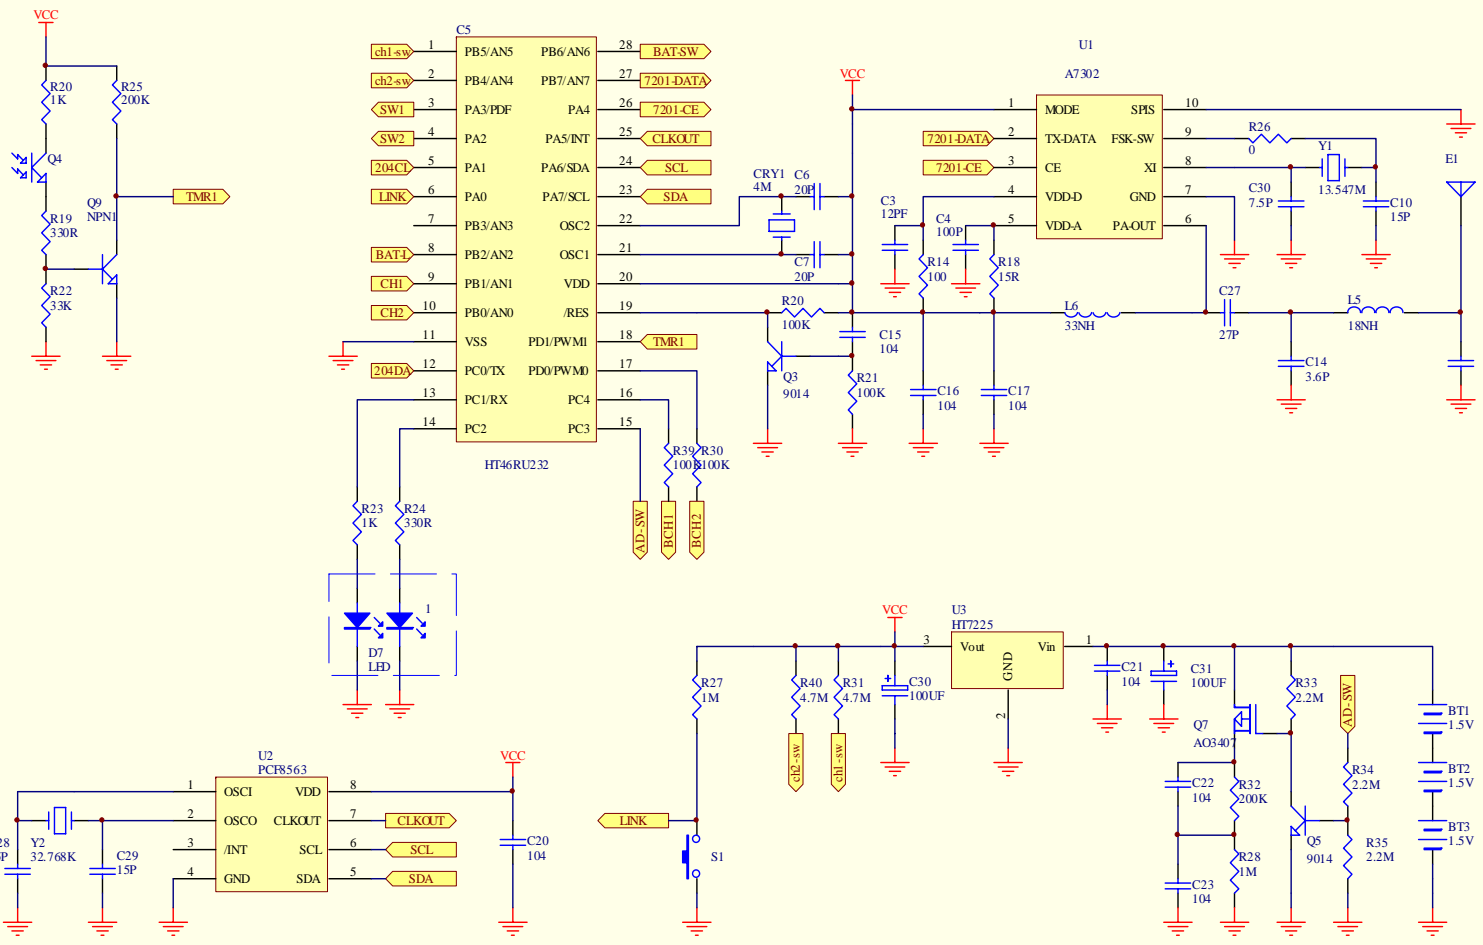 VCC
R20
1K
R25
200K
Q4
Q9
NPN1
TMR1
R19
330R
R22
33K
C5
ch1-sw 1 PB5/AN5 PB6/AN6 28 BAT-SW
ch2-sw 2 PB4/AN4 PB7/AN7 27 7201-DATA
SW1 3 PA3/PDF PA4 26 7201-CE
SW2 4 PA2 PA5/INT 25 CLKOUT
204CL 5 PA1 PA6/SDA 24 SCL
LINK 6 PA0 PA7/SCL 23 SDA
7 PB3/AN3 OSC2 22
BAT-L 8 PB2/AN2 OSC1 21
CH1 9 PB1/AN1 VDD 20
CH2 10 PB0/AN0 /RES 19
11 VSS PD1/PWM1 18 TMR1
204DA 12 PC0/TX PD0/PWM0 17
13 PC1/RX PC4 16
14 PC2 PC3 15
HT46RU232
R39
100K
R30
100K
AD-SW
BCH1
BCH2
R23
1K
R24
330R
1
D7
LED
VCC
CRY1
4M
C6
20P
C7
20P
R20
100K
C15
104
Q3
9014
R21
100K
C3
12PF
C4
100P
R14
100
R18
15R
C16
104
C17
104
U1
A7302
1 MODE SPIS 10
7201-DATA 2 TX-DATA FSK-SW 9
7201-CE 3 CE XI 8
4 VDD-D GND 7
5 VDD-A PA-OUT 6
R26
0
Y1
13.547M
C30
7.5P
C10
15P
E1
L6
33NH
C27
27P
L5
18NH
C14
3.6P
U2
PCF8563
1 OSCI VDD 8
2 OSCO CLKOUT 7 CLKOUT
3 /INT SCL 6 SCL
4 GND SDA 5 SDA
28
P
Y2
32.768K
C29
15P
VCC
C20
104
R27
1M
LINK
S1
R40
4.7M
R31
4.7M
ch2-sw
ch1-sw
VCC
C30
100UF
U3
HT7225
3 Vout Vin 1
GND
2
C21
104
C31
100UF
R33
2.2M
AD-SW
Q7
AO3407
C22
104
R32
200K
R34
2.2M
Q5
9014
R35
2.2M
C23
104
R28
1M
BT1
1.5V
BT2
1.5V
BT3
1.5V